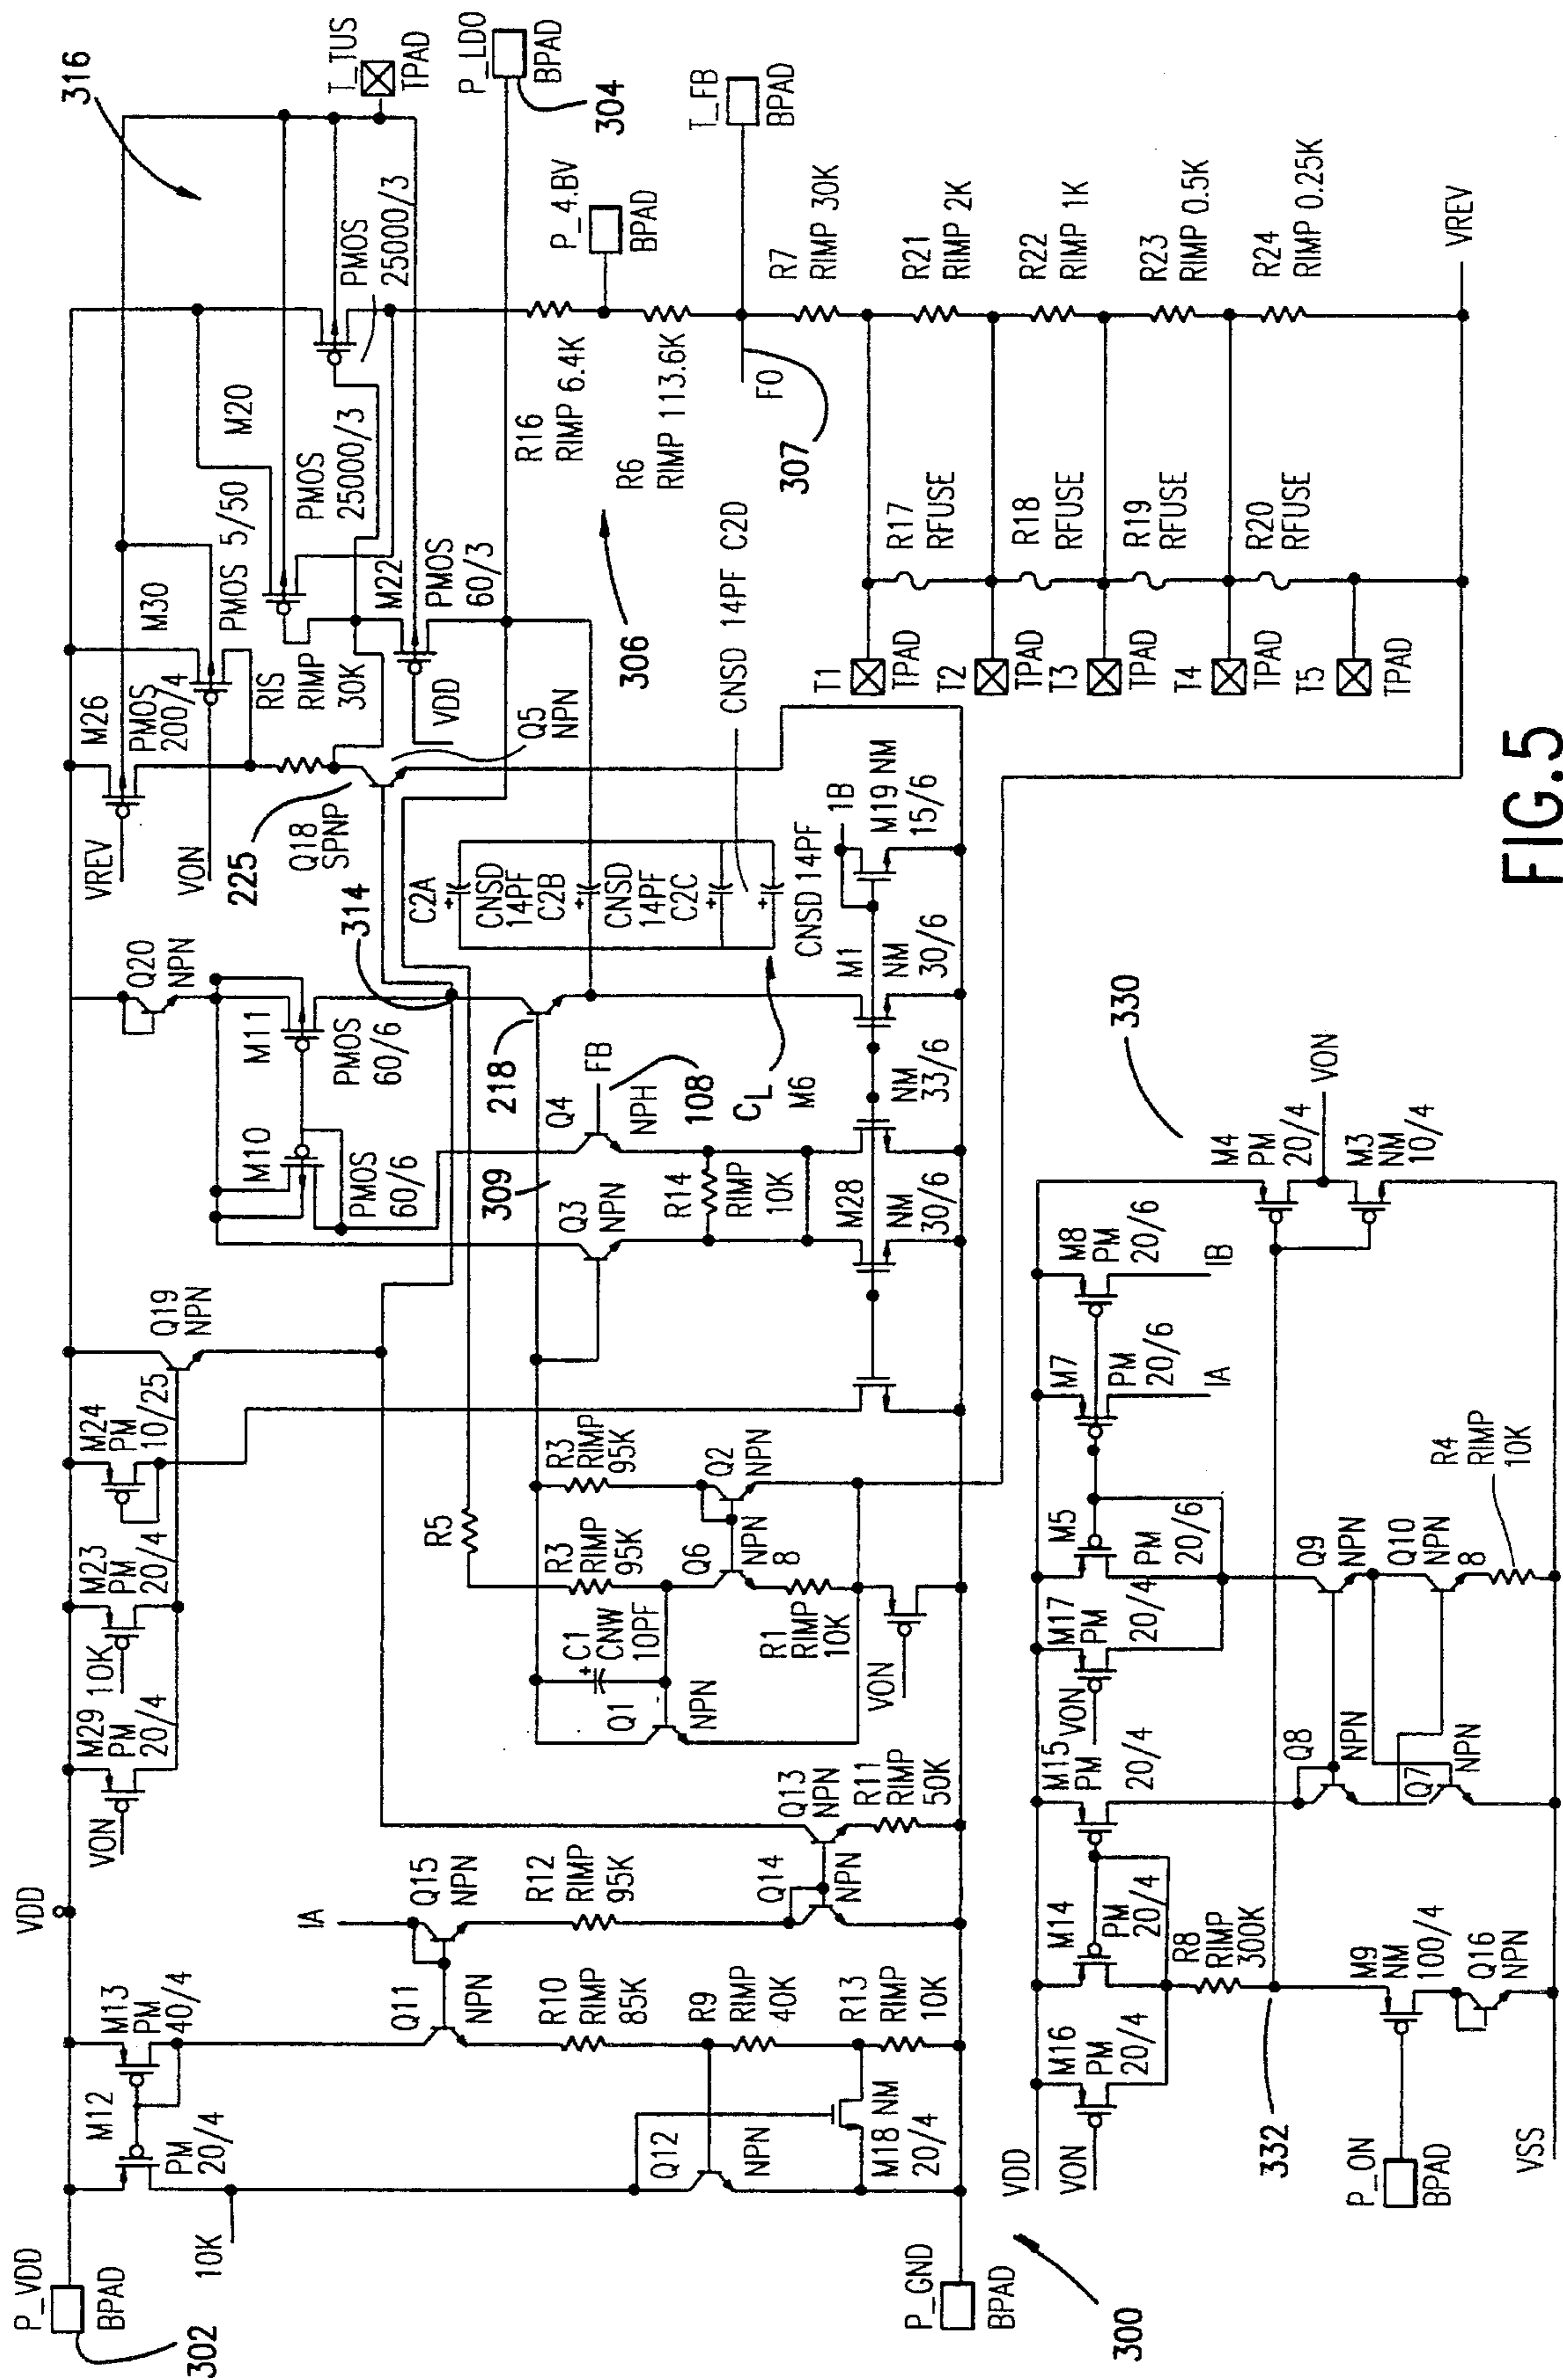 P_VDD
BPAD
302
M12
PM
20/4
M13
PM
40/4
10K
VDD
Q11
NPN
IA
Q15
NPN
R10
RIMP
85K
R12
RIMP
95K
R9
RIMP
40K
R13
RIMP
10K
Q12
NPN
M18 NM
20/4
Q14
NPN
Q13
NPN
R11
RIMP
50K
P_GND
BPAD
300
VON
M29
PM
20/4
10K
M23
PM
20/4
M24
PM
10/25
Q19
NPN
R5
R3
RIMP
95K
R3
RIMP
95K
C1
CNW
10PF
Q1
NPN
Q6
NPN
8
Q2
NPN
R1
RIMP
10K
VON
M10
PMOS
60/6
M11
PMOS
60/6
Q20
NPN
309
Q3
NPN
Q4
NPH
FB
108
218
314
R14
RIMP
10K
M28
NM
30/6
M6
NM
33/6
M1
NM
30/6
CL
1B
M19 NM
15/6
C2A
CNSD
14PF
C2B
CNSD
14PF
C2C
CNSD 14PF
CNSD 14PF C2D
VREV
VON
225
Q18
SPNP
Q5
NPN
M26
PMOS
200/4
M30
PMOS 5/50
RIS
RIMP
30K
M20
PMOS
25000/3
PMOS
25000/3
M22
PMOS
60/3
VDD
316
T_TUS
TPAD
P_LDO
BPAD
304
R16
RIMP 6.4K
P_4.BV
BPAD
R6
RIMP 113.6K
306
FO
307
T_FB
BPAD
R7
RIMP 30K
R21
RIMP 2K
R22
RIMP 1K
R23
RIMP 0.5K
R24
RIMP 0.25K
VREV
T1
TPAD
T2
TPAD
T3
TPAD
T4
TPAD
T5
TPAD
R17
RFUSE
R18
RFUSE
R19
RFUSE
R20
RFUSE
VDD
VON
M16
PM
20/4
M14
PM
20/4
M15
PM
20/4
VON
M17
PM
20/4
M5
PM
20/6
M7
PM
20/6
IA
M8
PM
20/6
IB
M4
PM
20/4
M3
NM
10/4
VON
330
R8
RIMP
300K
332
P_ON
BPAD
M9
NM
100/4
Q16
NPN
Q8
NPN
Q7
NPN
Q9
NPN
Q10
NPN
8
R4
RIMP
10K
VSS
FIG.5